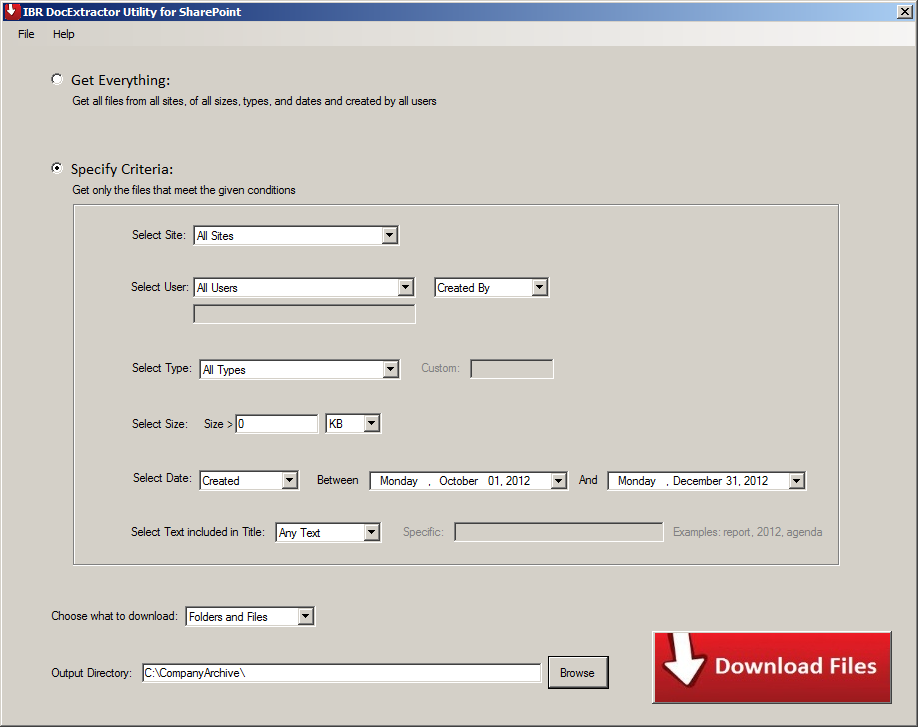 IBR DocExtractor Utility for SharePoint
File Help
Get Everything:
Get all files from all sites, of all sizes, types, and dates and created by all users
Specify Criteria:
Get only the files that meet the given conditions
Select Site: All Sites
Select User: All Users Created By
Select Type: All Types Custom:
Select Size: Size > 0 KB
Select Date: Created Between Monday , October 01, 2012 And Monday , December 31, 2012
Select Text included in Title: Any Text Specific: Examples: report, 2012, agenda
Choose what to download: Folders and Files
Download Files
Output Directory: C:\CompanyArchive\ Browse